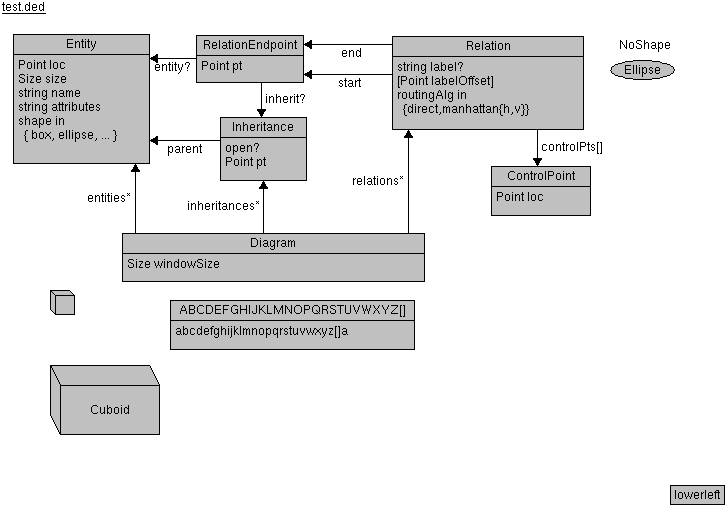 test.ded
Entity
Point loc
Size size
string name
string attributes
shape in
{ box, ellipse, ... }
entity?
RelationEndpoint
Point pt
end
start
Relation
string label?
[Point labelOffset]
routingAlg in
{direct,manhattan{h,v}}
NoShape
Ellipse
inherit?
parent
Inheritance
open?
Point pt
controlPts[]
ControlPoint
Point loc
entities*
inheritances*
relations*
Diagram
Size windowSize
ABCDEFGHIJKLMNOPQRSTUVWXYZ[]
abcdefghijklmnopqrstuvwxyz[]a
Cuboid
lowerleft